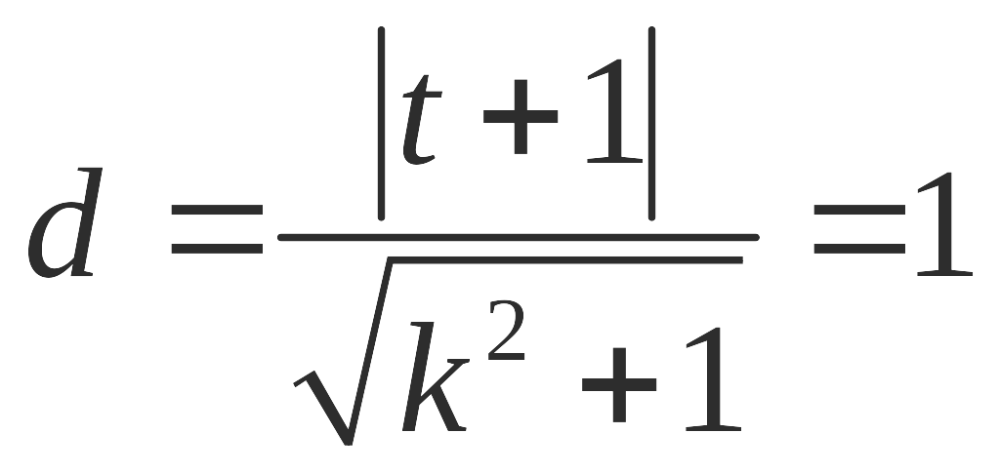 d = |t + 1| / √(k² + 1) = 1